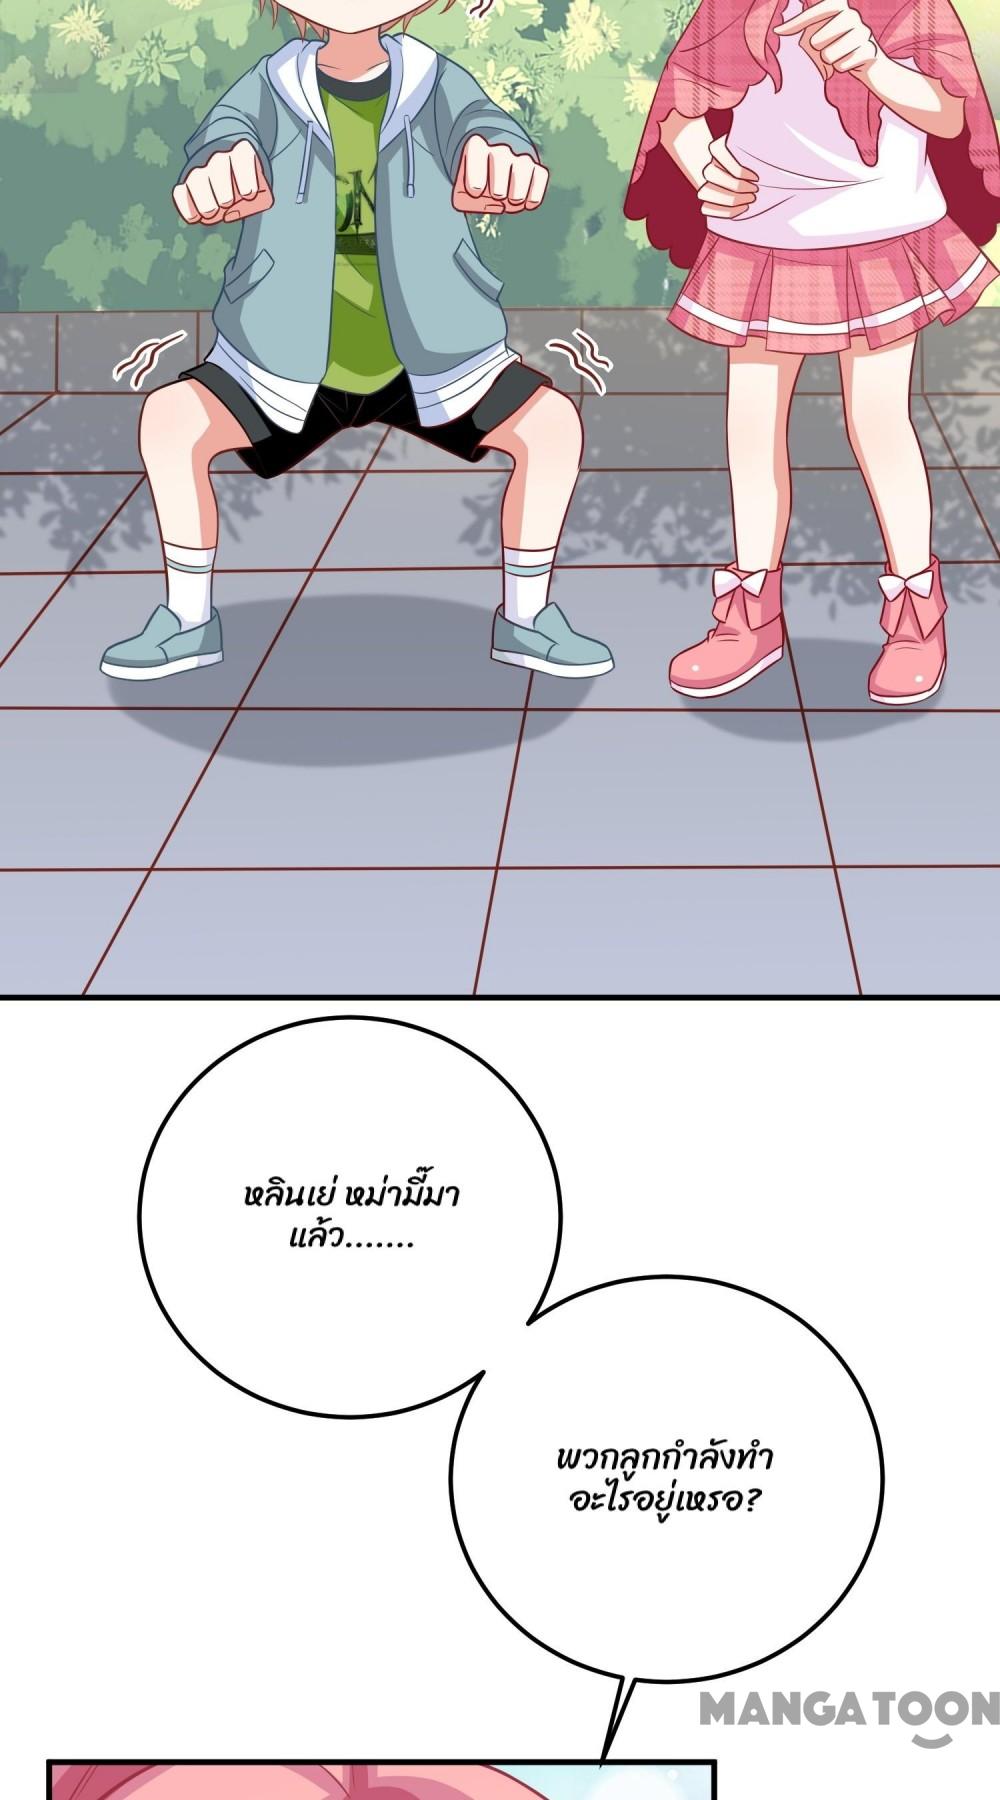 หลินเย่ หม่ามี๊มา
แล้ว.......
พวกลูกกำลังทำ
อะไรอยู่เหรอ?
MANGATOON